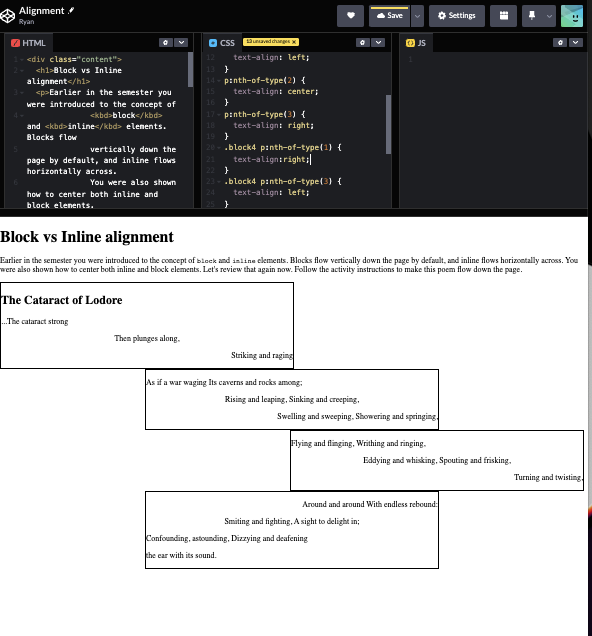 Alignment
Ryan
Save
Settings
HTML
CSS
13 unsaved changes x
JS
1 <div class="content">
2 <h1>Block vs Inline
alignment</h1>
3 <p>Earlier in the semester you
were introduced to the concept of
4 <kbd>block</kbd>
and <kbd>inline</kbd> elements.
Blocks flow
5 vertically down the
page by default, and inline flows
horizontally across.
6 You were also shown
how to center both inline and
block elements.
12 text-align: left;
13 }
14 p:nth-of-type(2) {
15 text-align: center;
16 }
17 p:nth-of-type(3) {
18 text-align: right;
19 }
20 .block4 p:nth-of-type(1) {
21 text-align:right;
22 }
23 .block4 p:nth-of-type(3) {
24 text-align: left;
25 }
1
Block vs Inline alignment
Earlier in the semester you were introduced to the concept of block and inline elements. Blocks flow vertically down the page by default, and inline flows horizontally across. You
were also shown how to center both inline and block elements. Let's review that again now. Follow the activity instructions to make this poem flow down the page.
The Cataract of Lodore
...The cataract strong
Then plunges along,
Striking and raging
As if a war waging Its caverns and rocks among;
Rising and leaping, Sinking and creeping,
Swelling and sweeping, Showering and springing,
Flying and flinging, Writhing and ringing,
Eddying and whisking, Spouting and frisking,
Turning and twisting,
Around and around With endless rebound:
Smiting and fighting, A sight to delight in;
Confounding, astounding, Dizzying and deafening
the ear with its sound.